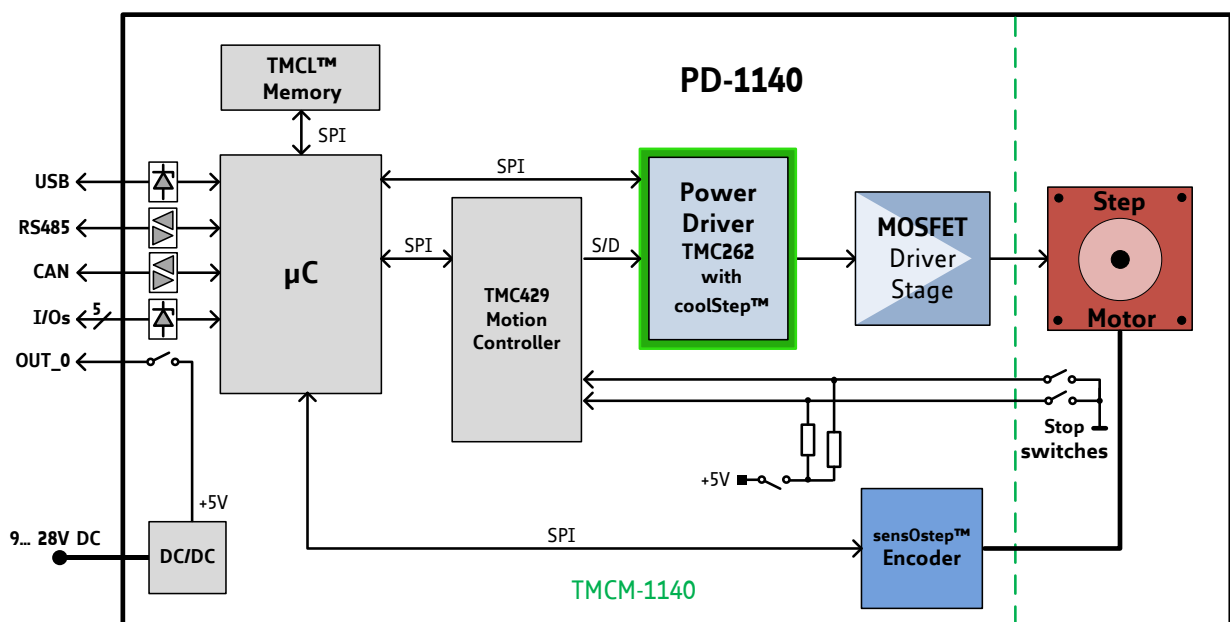 PD-1140
TMCL™
Memory
SPI
USB
RS485
CAN
I/Os
5
OUT_0
µC
SPI
SPI
S/D
TMC429
Motion
Controller
Power
Driver
TMC262
with
coolStep™
MOSFET
Driver
Stage
Step
Motor
Stop
switches
+5V
+5V
9... 28V DC
DC/DC
SPI
sensOstep™
Encoder
TMCM-1140